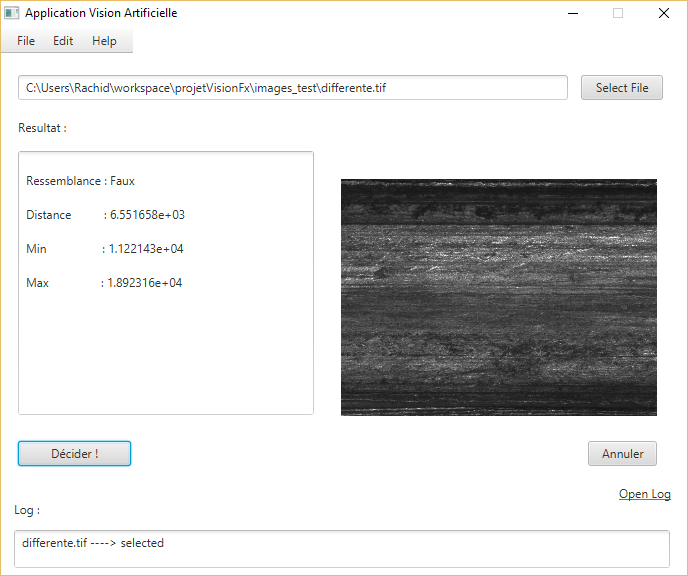 Application Vision Artificielle
File Edit Help
C:\Users\Rachid\workspace\projetVisionFx\images_test\differente.tif Select File
Resultat :
Ressemblance : Faux
Distance : 6.551658e+03
Min : 1.122143e+04
Max : 1.892316e+04
Décider ! Annuler
Open Log
Log :
differente.tif ----> selected